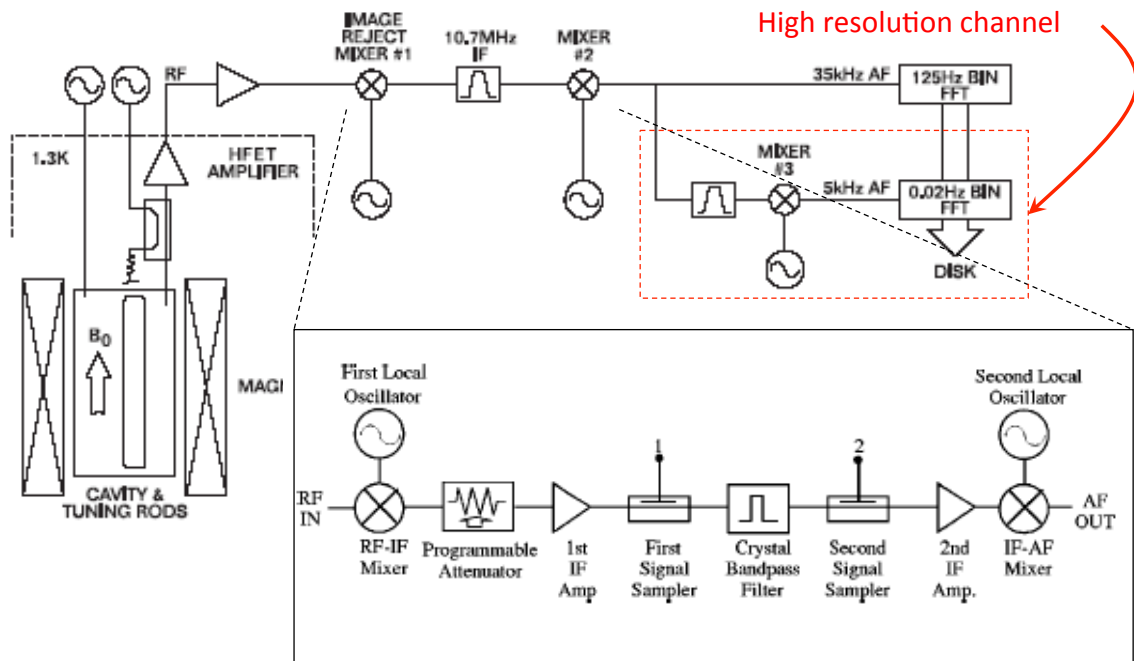 High resolution channel
IMAGE
REJECT
MIXER #1
10.7MHz
IF
MIXER
#2
RF
35kHz AF
125Hz BIN
FFT
1.3K
HFET
AMPLIFIER
MIXER
#3
5kHz AF
0.02Hz BIN
FFT
DISK
B0
MAGI
CAVITY &
TUNING RODS
First Local
Oscillator
Second Local
Oscillator
1
2
RF
IN
AF
OUT
RF-IF
Mixer
Programmable
Attenuator
1st
IF
Amp
First
Signal
Sampler
Crystal
Bandpass
Filter
Second
Signal
Sampler
2nd
IF
Amp.
IF-AF
Mixer